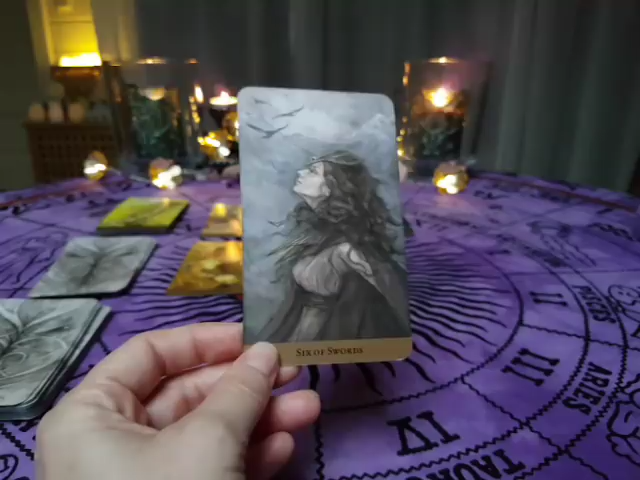 Six of Swords
II
PISCES
III
ARIES
IV
TAURUS